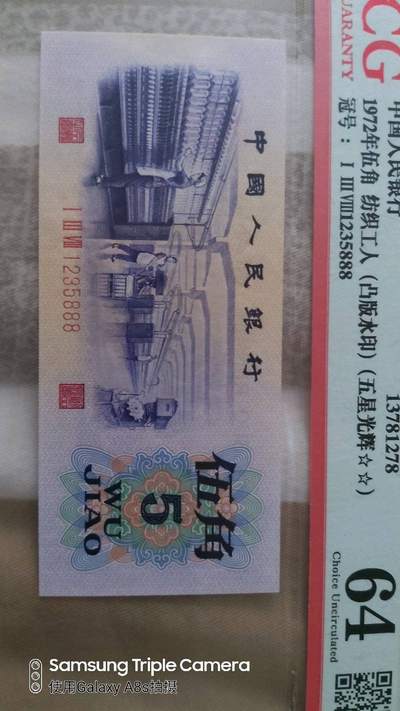 中國人民銀行
I III VIII 1235888
伍角
5
WU
JIAO
CG
UARANTY
中国人民银行
1972年伍角 纺织工人（凸版水印）（五星光辉☆☆）
冠号：I III VIII1235888
13781278
64
Choice Uncirculated
Samsung Triple Camera
使用Galaxy A8s拍摄